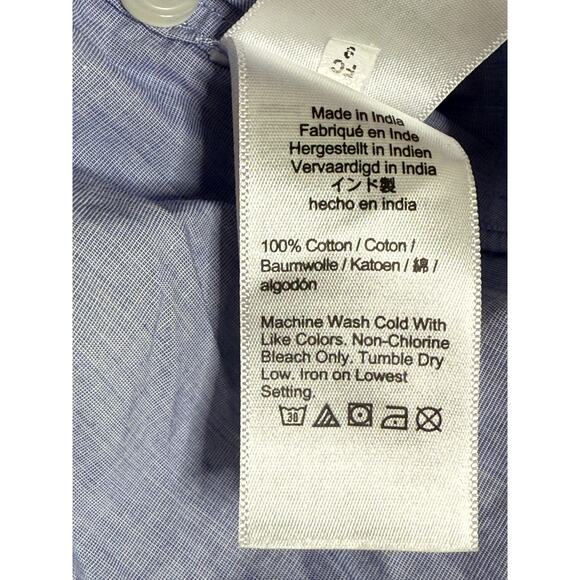 Made in India
Fabriqué en Inde
Hergestellt in Indien
Vervaardigd in India
インド製
hecho en india
100% Cotton / Coton /
Baumwolle / Katoen / 綿 /
algodón
Machine Wash Cold With
Like Colors. Non-Chlorine
Bleach Only. Tumble Dry
Low. Iron on Lowest
Setting.
30